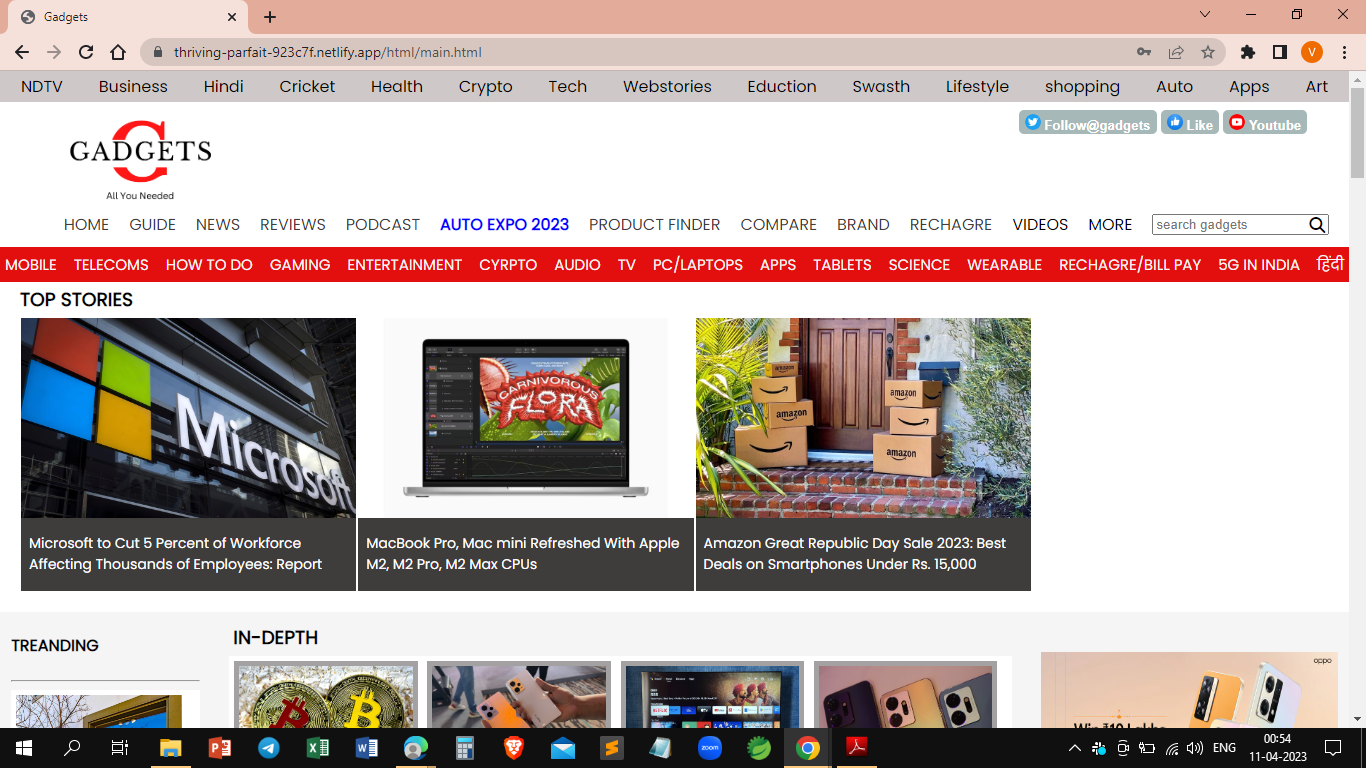 Gadgets
thriving-parfait-923c7f.netlify.app/html/main.html
V
NDTV Business Hindi Cricket Health Crypto Tech Webstories Eduction Swasth Lifestyle shopping Auto Apps Art
Follow@gadgets Like Youtube
G
GADGETS
All You Needed
HOME GUIDE NEWS REVIEWS PODCAST AUTO EXPO 2023 PRODUCT FINDER COMPARE BRAND RECHAGRE VIDEOS MORE search gadgets
MOBILE TELECOMS HOW TO DO GAMING ENTERTAINMENT CYRPTO AUDIO TV PC/LAPTOPS APPS TABLETS SCIENCE WEARABLE RECHAGRE/BILL PAY 5G IN INDIA हिंदी
TOP STORIES
Microsoft
CARNIVOROUS
FLORA
amazon
amazon
amazon
amazon
Microsoft to Cut 5 Percent of Workforce
Affecting Thousands of Employees: Report
MacBook Pro, Mac mini Refreshed With Apple
M2, M2 Pro, M2 Max CPUs
Amazon Great Republic Day Sale 2023: Best
Deals on Smartphones Under Rs. 15,000
TREANDING
IN-DEPTH
oppo
Win ₹10 Lakhs
zoom
ENG
00:54
11-04-2023